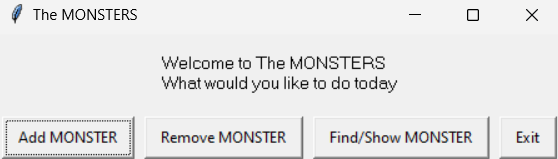 The MONSTERS
Welcome to The MONSTERS
What would you like to do today
Add MONSTER Remove MONSTER Find/Show MONSTER Exit